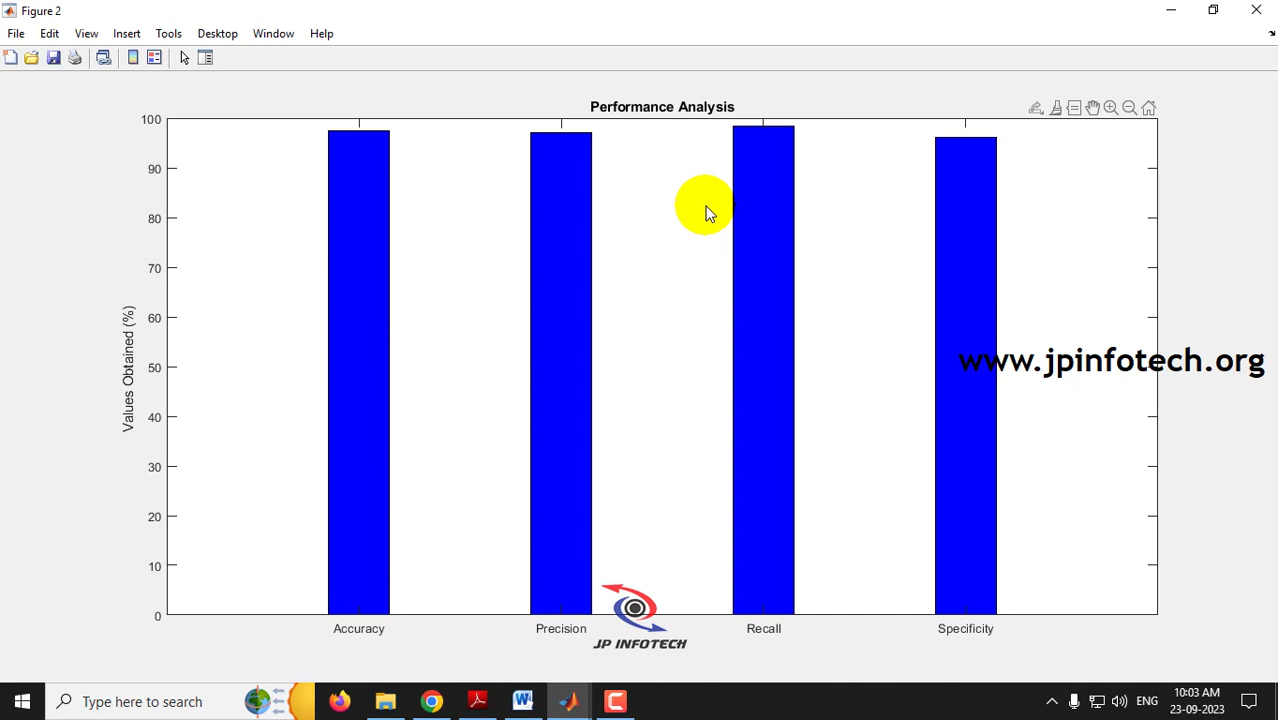 Figure 2
File Edit View Insert Tools Desktop Window Help
Performance Analysis
100
90
80
70
60
50
40
30
20
10
0
Values Obtained (%)
www.jpinfotech.org
Accuracy Precision Recall Specificity
JP INFOTECH
Type here to search
ENG
10:03 AM
23-09-2023